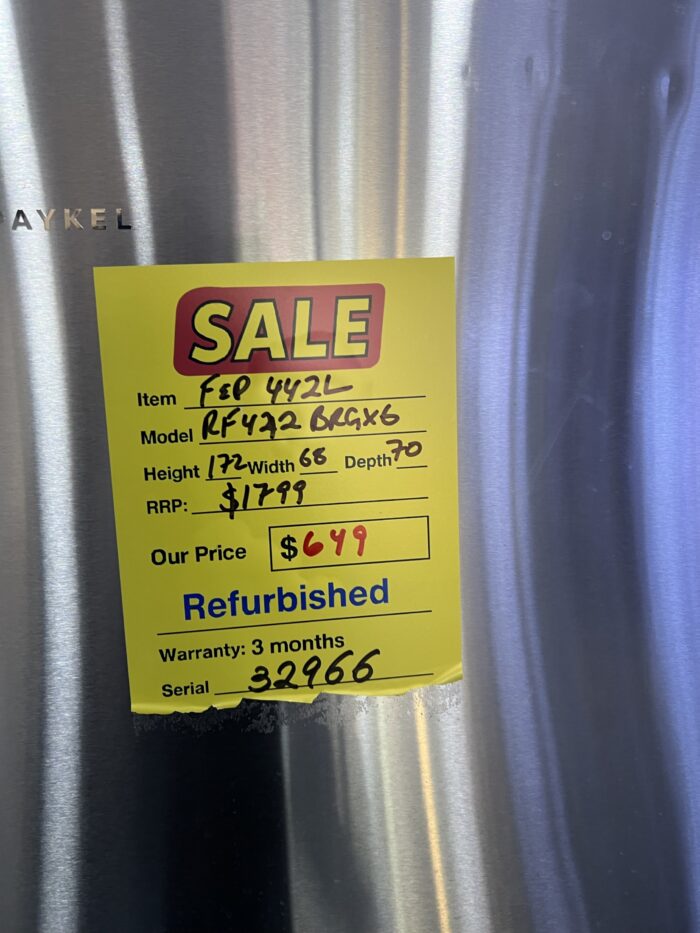 AYKEL
SALE
Item F&P 442L
Model RF442 BRGX6
Height 172 Width 68 Depth 70
RRP: $1799
Our Price $649
Refurbished
Warranty: 3 months
Serial 32966